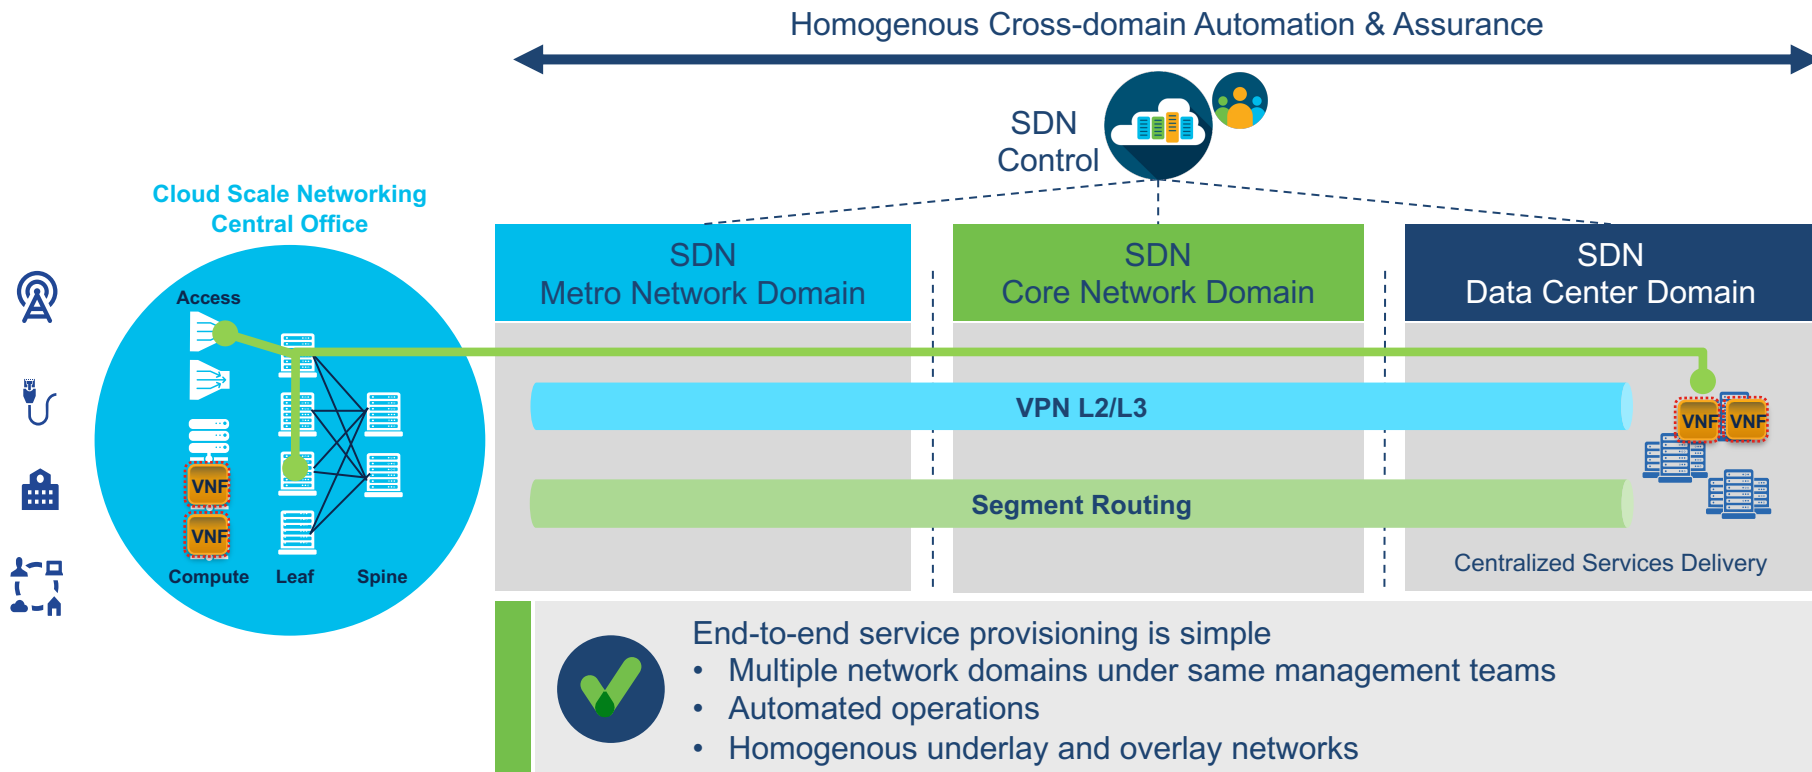 Homogenous Cross-domain Automation & Assurance
SDN
Control
Cloud Scale Networking
Central Office
SDN
Metro Network Domain
SDN
Core Network Domain
SDN
Data Center Domain
Access
VPN L2/L3
VNF
VNF
VNF
VNF
Segment Routing
Compute
Leaf
Spine
Centralized Services Delivery
End-to-end service provisioning is simple
• Multiple network domains under same management teams
• Automated operations
• Homogenous underlay and overlay networks